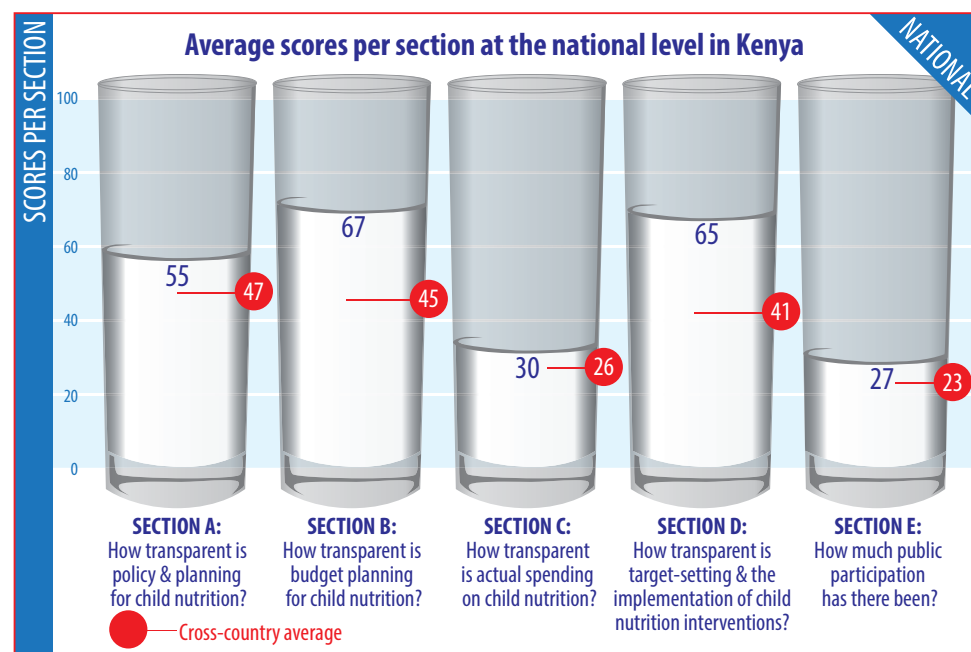 Average scores per section at the national level in Kenya
NATIONAL
SCORES PER SECTION
100
80
60
40
20
0
55
47
67
45
30
26
65
41
27
23
SECTION A:
How transparent is
policy & planning
for child nutrition?
SECTION B:
How transparent is
budget planning
for child nutrition?
SECTION C:
How transparent
is actual spending
on child nutrition?
SECTION D:
How transparent is
target-setting & the
implementation of child
nutrition interventions?
SECTION E:
How much public
participation
has there been?
Cross-country average